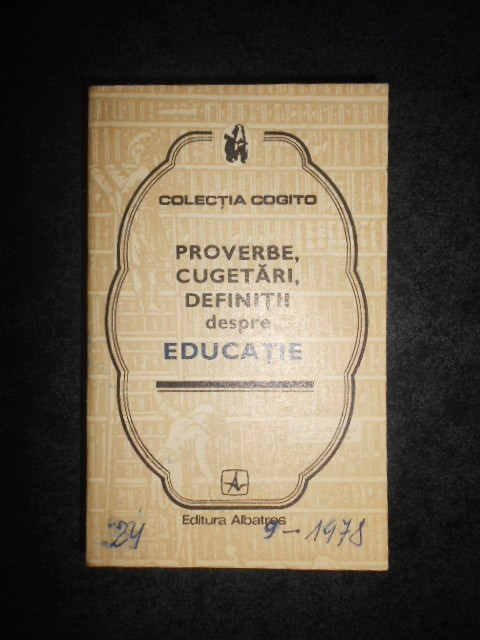 COLECȚIA COGITO
PROVERBE,
CUGETĂRI,
DEFINIȚII
despre
EDUCAȚIE
Editura Albatros
24 9-1978